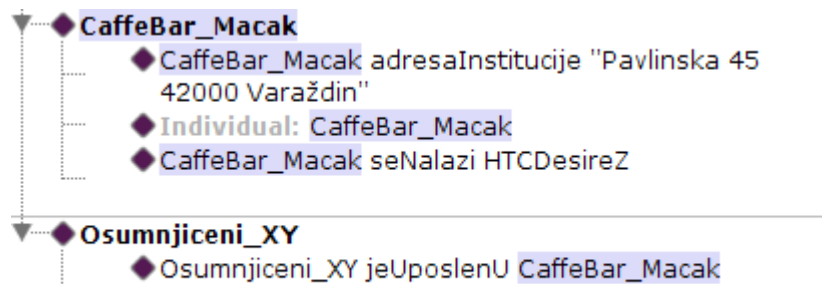 CaffeBar_Macak
CaffeBar_Macak adresaInstitucije "Pavlinska 45
42000 Varaždin"
Individual: CaffeBar_Macak
CaffeBar_Macak seNalazi HTCDesireZ
Osumnjiceni_XY
Osumnjiceni_XY jeUposlenU CaffeBar_Macak